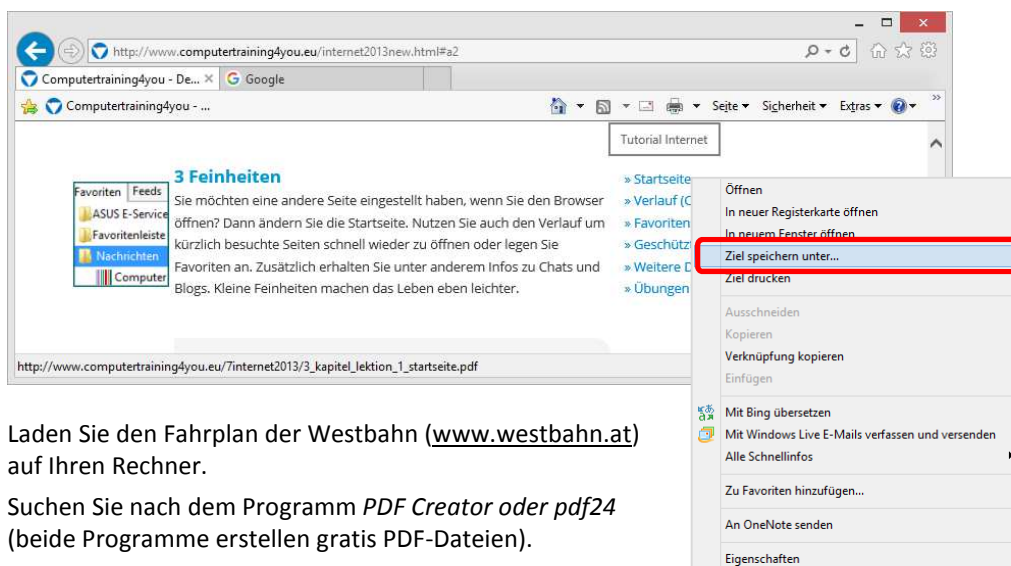 http://www.computertraining4you.eu/internet2013new.html#a2
Computertraining4you - De... × G Google
Computertraining4you - ...
Seite Sicherheit Extras
»
Tutorial Internet
Favoriten Feeds
ASUS E-Service
Favoritenleiste
Nachrichten
Computer
3 Feinheiten
Sie möchten eine andere Seite eingestellt haben, wenn Sie den Browser
öffnen? Dann ändern Sie die Startseite. Nutzen Sie auch den Verlauf um
kürzlich besuchte Seiten schnell wieder zu öffnen oder legen Sie
Favoriten an. Zusätzlich erhalten Sie unter anderem Infos zu Chats und
Blogs. Kleine Feinheiten machen das Leben eben leichter.
» Startseite
» Verlauf (C
» Favoriten
» Geschützt
» Weitere D
» Übungen
Öffnen
In neuer Registerkarte öffnen
In neuem Fenster öffnen
Ziel speichern unter...
Ziel drucken
Ausschneiden
Kopieren
Verknüpfung kopieren
Einfügen
Mit Bing übersetzen
Mit Windows Live E-Mails verfassen und versenden
Alle Schnellinfos
Zu Favoriten hinzufügen...
An OneNote senden
Eigenschaften
http://www.computertraining4you.eu/7internet2013/3_kapitel_lektion_1_startseite.pdf
Laden Sie den Fahrplan der Westbahn (www.westbahn.at)
auf Ihren Rechner.
Suchen Sie nach dem Programm PDF Creator oder pdf24
(beide Programme erstellen gratis PDF-Dateien).